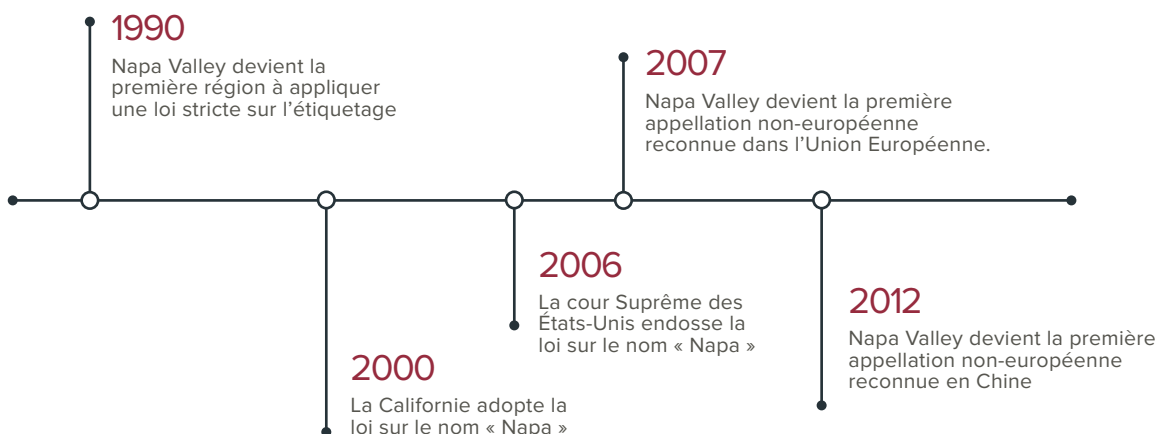 1990
Napa Valley devient la
première région à appliquer
une loi stricte sur l’étiquetage
2000
La Californie adopte la
loi sur le nom « Napa »
2006
La cour Suprême des
États-Unis endosse la
loi sur le nom « Napa »
2007
Napa Valley devient la première
appellation non-européenne
reconnue dans l’Union Européenne.
2012
Napa Valley devient la première
appellation non-européenne
reconnue en Chine